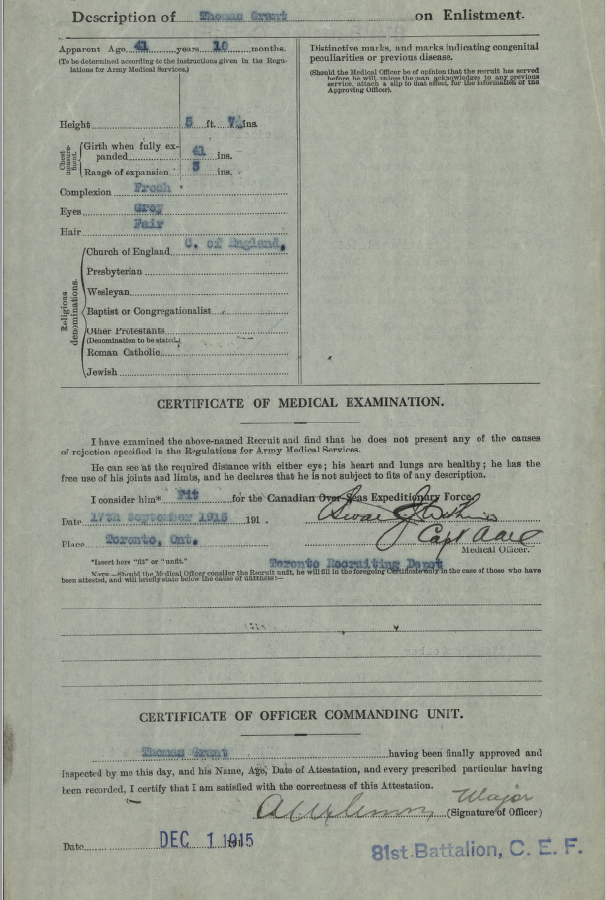 Description of Thomas Grant on Enlistment.
Apparent Age 41 years 10 months.
(To be determined according to the instructions given in the Regu-
lations for Army Medical Services.)
Height 5 ft. 7½ ins.
Chest measurement.
Girth when fully ex-
panded 41 ins.
Range of expansion 5 ins.
Complexion Fresh
Eyes Grey
Hair Fair
Religious denominations.
Church of England C. of England.
Presbyterian
Wesleyan
Baptist or Congregationalist
Other Protestants
(Denomination to be stated.)
Roman Catholic
Jewish
Distinctive marks, and marks indicating congenital
peculiarities or previous disease.
(Should the Medical Officer be of opinion that the recruit has served
before, he will, unless the man acknowledges to any previous
service, attach a slip to that effect, for the information of the
Approving Officer).
CERTIFICATE OF MEDICAL EXAMINATION.
I have examined the above-named Recruit and find that he does not present any of the causes
of rejection specified in the Regulations for Army Medical Services.
He can see at the required distance with either eye; his heart and lungs are healthy; he has the
free use of his joints and limbs, and he declares that he is not subject to fits of any description.
I consider him* Fit for the Canadian Over-Seas Expeditionary Force.
Date 17th September 1915 191 .
Place Toronto, Ont.
Capt
Medical Officer.
*Insert here "fit" or "unfit."
Toronto Recruiting Depot
NOTE.—Should the Medical Officer consider the Recruit unfit, he will fill in the foregoing Certificate only in the case of those who have
been attested, and will briefly state below the cause of unfitness:—
CERTIFICATE OF OFFICER COMMANDING UNIT.
Thomas Grant having been finally approved and
inspected by me this day, and his Name, Age, Date of Attestation, and every prescribed particular having
been recorded, I certify that I am satisfied with the correctness of this Attestation.
Major
(Signature of Officer)
Date DEC 1 1915
81st Battalion, C. E. F.